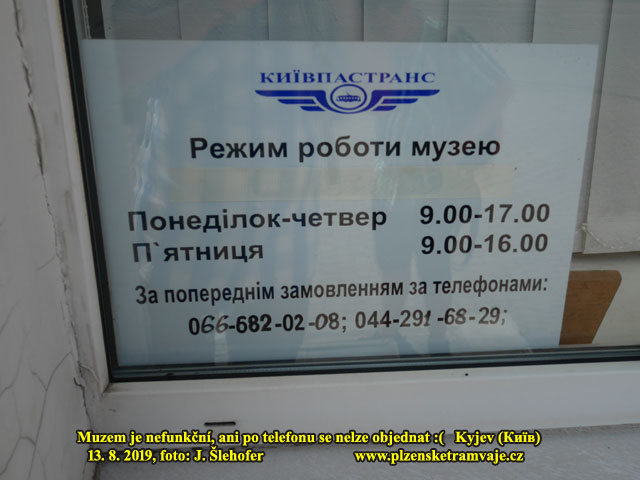 КИЇВПАСТРАНС
Режим роботи музею
Понеділок-четвер 9.00-17.00
П`ятниця 9.00-16.00
За попереднім замовленням за телефонами:
066-682-02-08; 044-291-68-29;
Muzem je nefunkční, ani po telefonu se nelze objednat :( Kyjev (Київ)
13. 8. 2019, foto: J. Šlehofer www.plzensketramvaje.cz